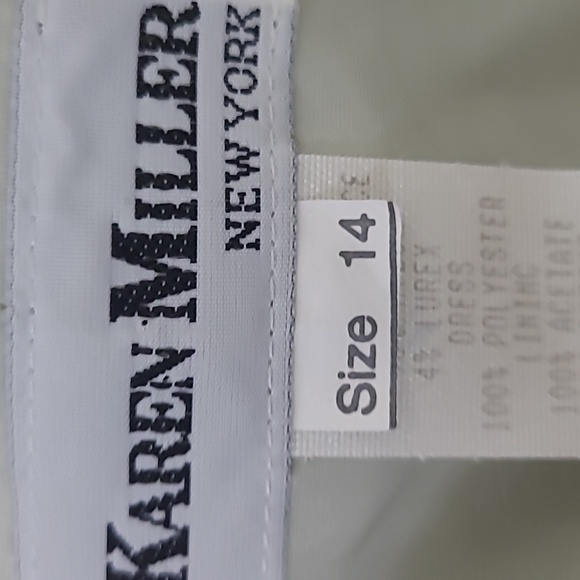 KAREN MILLER
NEW YORK
Size 14
4% LUREX
DRESS
100% POLYESTER
LINING
100% ACETATE